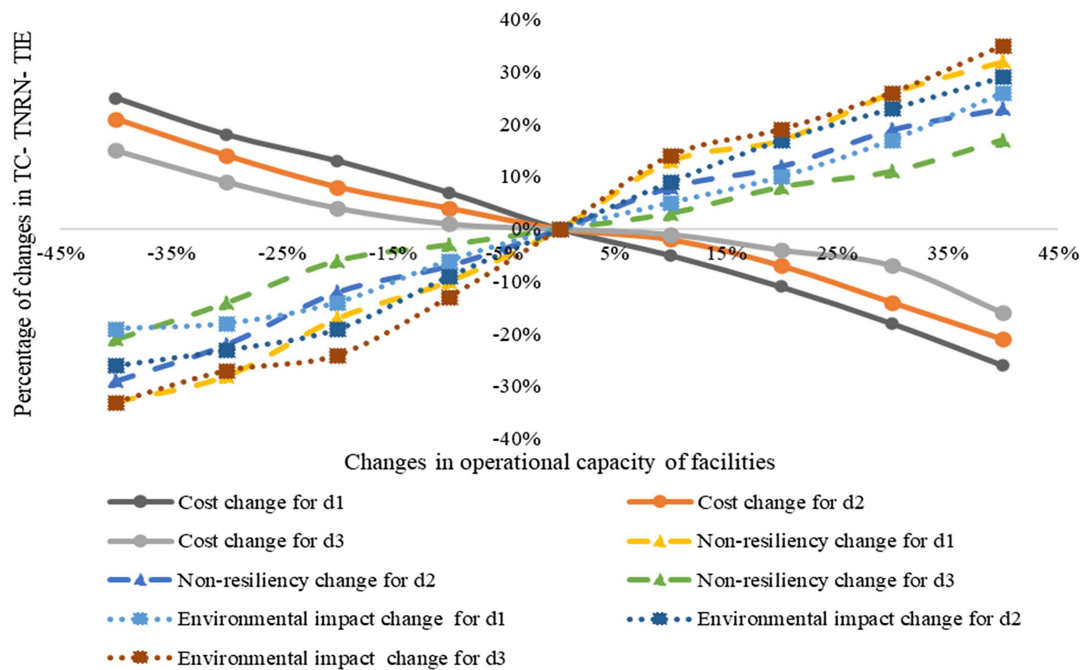 Percentage of changes in TC- TNRN- TIE
40%
30%
20%
10%
0%
-45% -35% -25% -15% -5% 5% 15% 25% 35% 45%
-10%
-20%
-30%
-40%
Changes in operational capacity of facilities
Cost change for d1 Cost change for d2
Cost change for d3 Non-resiliency change for d1
Non-resiliency change for d2 Non-resiliency change for d3
Environmental impact change for d1 Environmental impact change for d2
Environmental impact change for d3